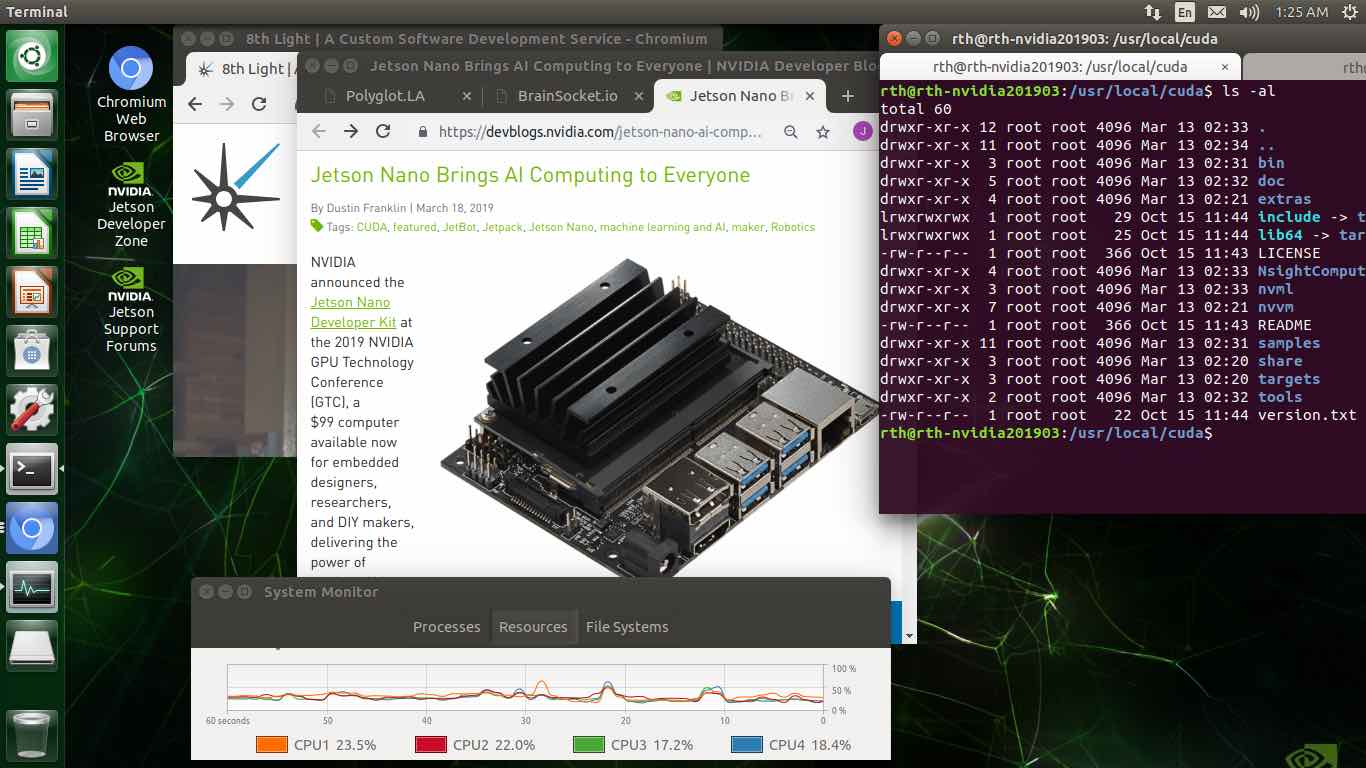 Terminal
En
1:25 AM
Chromium
Web
Browser
NVIDIA
Jetson
Developer
Zone
NVIDIA
Jetson
Support
Forums
8th Light | A Custom Software Development Service - Chromium
8th Light | A
Jetson Nano Brings AI Computing to Everyone | NVIDIA Developer Blo
Polyglot.LA
BrainSocket.io
Jetson Nano Br
https://devblogs.nvidia.com/jetson-nano-ai-comp...
J
Jetson Nano Brings AI Computing to Everyone
By Dustin Franklin | March 18, 2019
Tags: CUDA, featured, JetBot, Jetpack, Jetson Nano, machine learning and AI, maker, Robotics
NVIDIA
announced the
Jetson Nano
Developer Kit at
the 2019 NVIDIA
GPU Technology
Conference
(GTC), a
$99 computer
available now
for embedded
designers,
researchers,
and DIY makers,
delivering the
power of
rth@rth-nvidia201903: /usr/local/cuda
rth@rth-nvidia201903: /usr/local/cuda
rth
rth@rth-nvidia201903:/usr/local/cuda$ ls -al
total 60
drwxr-xr-x 12 root root 4096 Mar 13 02:33 .
drwxr-xr-x 11 root root 4096 Mar 13 02:34 ..
drwxr-xr-x 3 root root 4096 Mar 13 02:31 bin
drwxr-xr-x 5 root root 4096 Mar 13 02:32 doc
drwxr-xr-x 4 root root 4096 Mar 13 02:21 extras
lrwxrwxrwx 1 root root 29 Oct 15 11:44 include -> t
lrwxrwxrwx 1 root root 25 Oct 15 11:44 lib64 -> tar
-rw-r--r-- 1 root root 366 Oct 15 11:43 LICENSE
drwxr-xr-x 4 root root 4096 Mar 13 02:33 NsightComput
drwxr-xr-x 3 root root 4096 Mar 13 02:33 nvml
drwxr-xr-x 7 root root 4096 Mar 13 02:21 nvvm
-rw-r--r-- 1 root root 366 Oct 15 11:43 README
drwxr-xr-x 11 root root 4096 Mar 13 02:31 samples
drwxr-xr-x 3 root root 4096 Mar 13 02:20 share
drwxr-xr-x 3 root root 4096 Mar 13 02:20 targets
drwxr-xr-x 2 root root 4096 Mar 13 02:32 tools
-rw-r--r-- 1 root root 22 Oct 15 11:44 version.txt
rth@rth-nvidia201903:/usr/local/cuda$
System Monitor
Processes Resources File Systems
100 %
50 %
0 %
60 seconds 50 40 30 20 10 0
CPU1 23.5% CPU2 22.0% CPU3 17.2% CPU4 18.4%